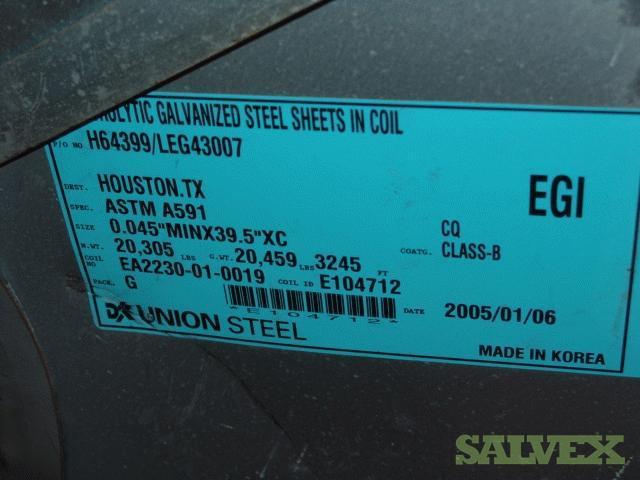 GALVANIZED STEEL SHEETS IN COIL
P/O NO H64399/LEG43007
EGI
DEST. HOUSTON.TX
SPEC. ASTM A591 CQ
SIZE 0.045"MINX39.5"XC COATG. CLASS-B
N.WT. 20,305 LBS G.WT. 20,459 LBS 3245
COIL NO EA2230-01-0019 COIL ID E104712
PACK. G *E104712* DATE 2005/01/06
UNION STEEL
MADE IN KOREA
SALVEX